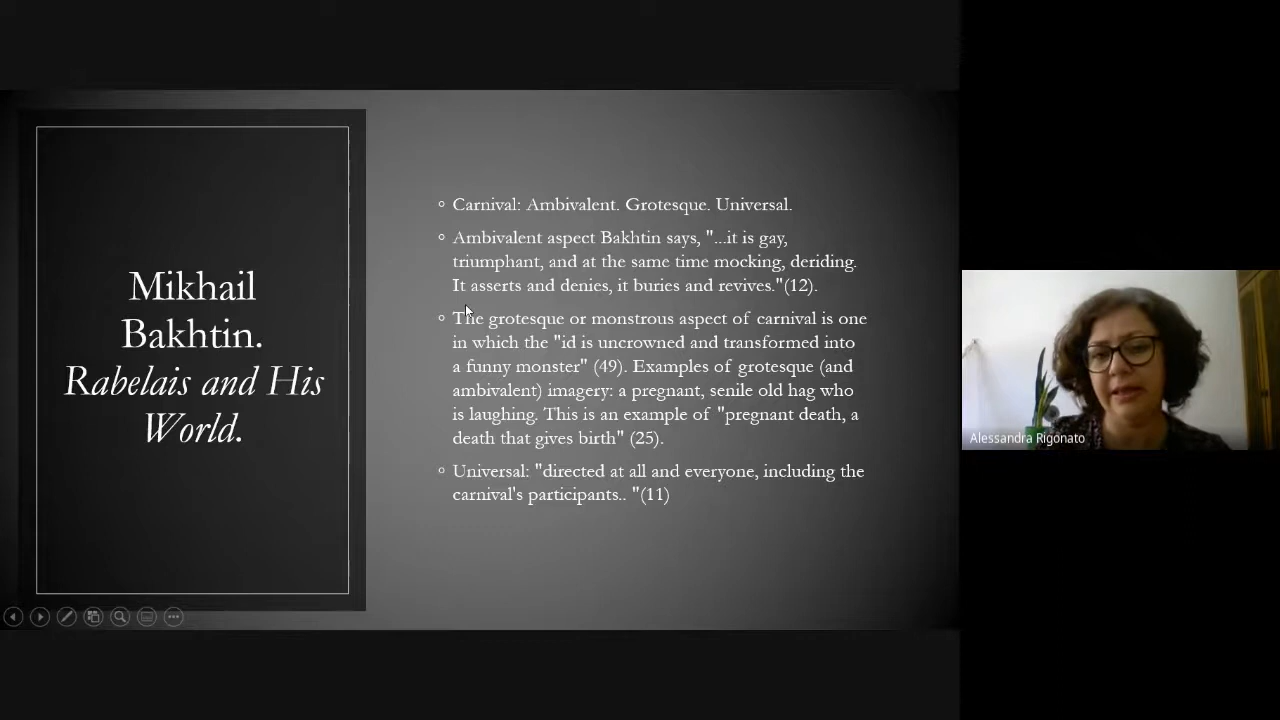 Mikhail
Bakhtin.
Rabelais and His
World.
Carnival: Ambivalent. Grotesque. Universal.
Ambivalent aspect Bakhtin says, "...it is gay,
triumphant, and at the same time mocking, deriding.
It asserts and denies, it buries and revives."(12).
The grotesque or monstrous aspect of carnival is one
in which the "id is uncrowned and transformed into
a funny monster" (49). Examples of grotesque (and
ambivalent) imagery: a pregnant, senile old hag who
is laughing. This is an example of "pregnant death, a
death that gives birth" (25).
Universal: "directed at all and everyone, including the
carnival's participants.. "(11)
Alessandra Rigonato